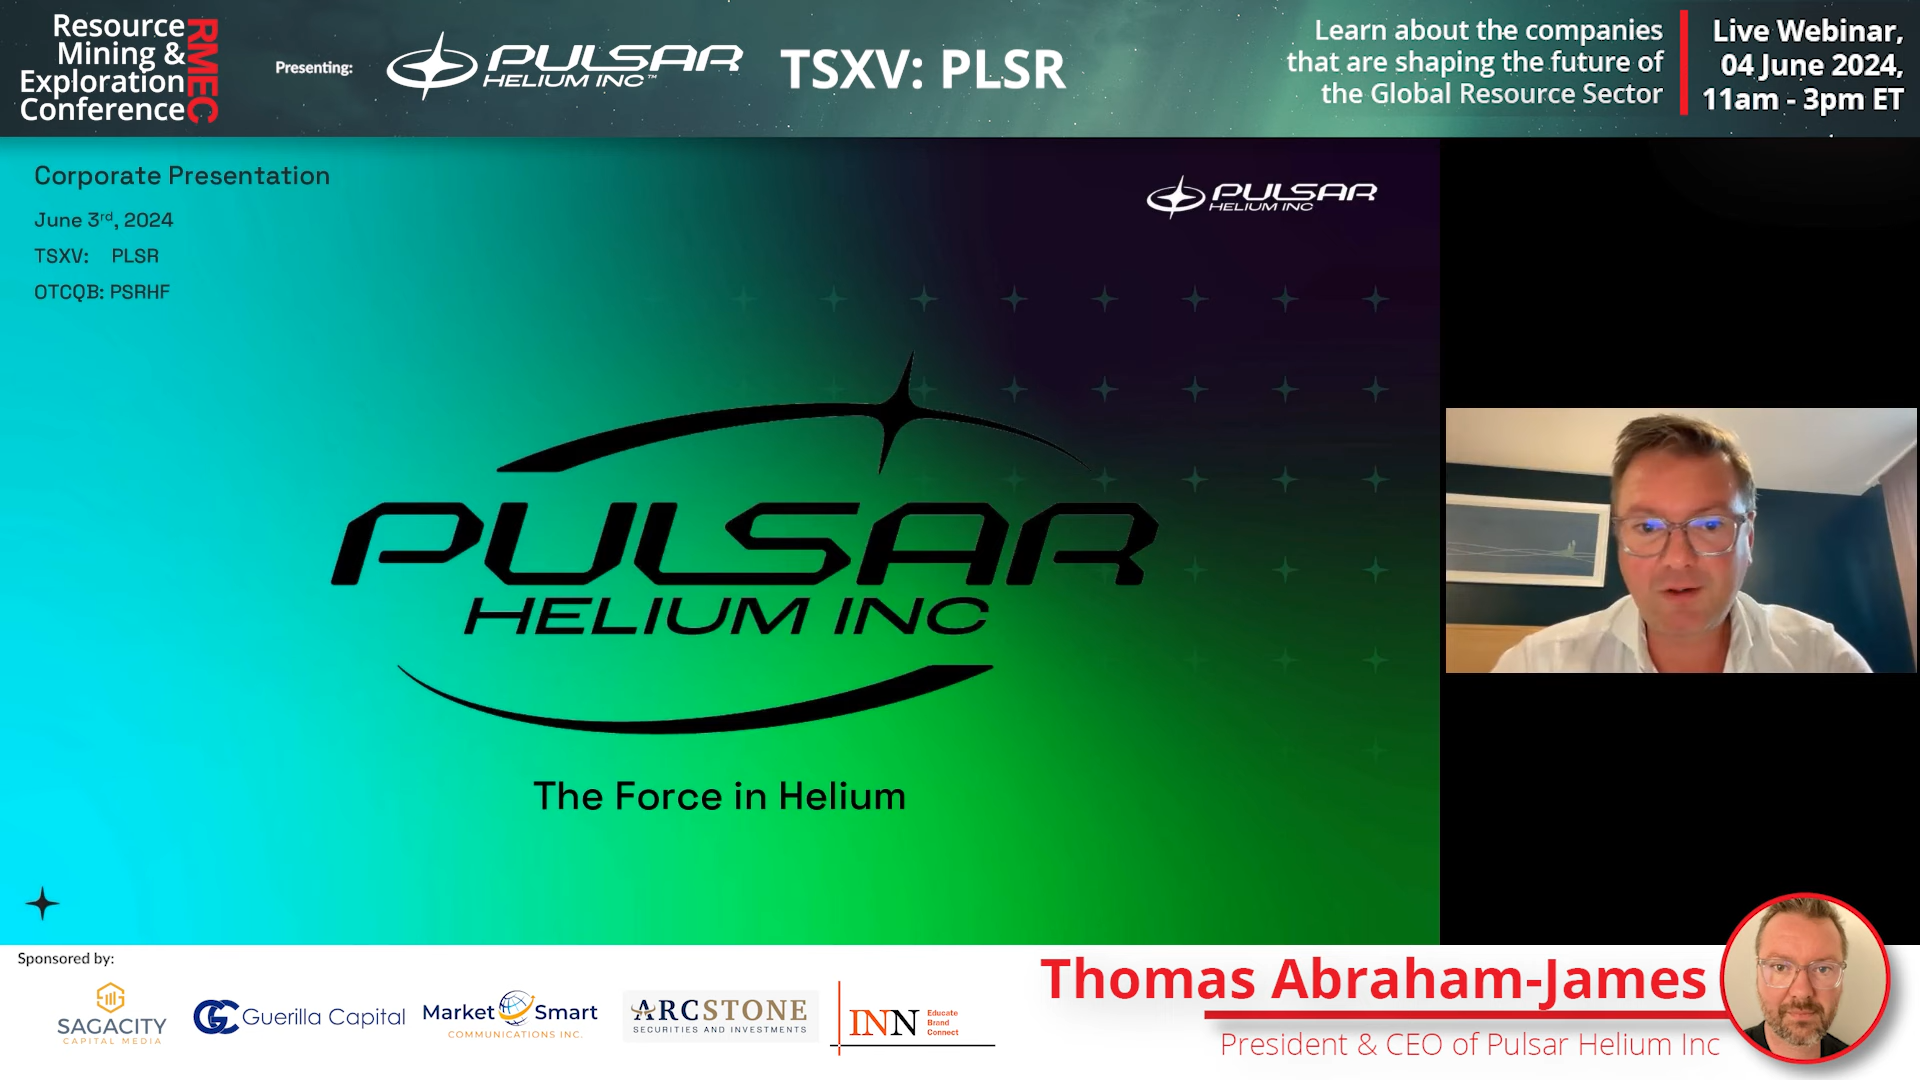 Resource
Mining &
Exploration
Conference
RMEC
Presenting:
PULSAR
HELIUM INC™
TSXV: PLSR
Learn about the companies
that are shaping the future of
the Global Resource Sector
Live Webinar,
04 June 2024,
11am - 3pm ET
Corporate Presentation
June 3rd, 2024
TSXV: PLSR
OTCQB: PSRHF
PULSAR
HELIUM INC
PULSAR
HELIUM INC
The Force in Helium
Sponsored by:
SAGACITY
CAPITAL MEDIA
GC Guerilla Capital
Market Smart
COMMUNICATIONS INC.
ARCSTONE
SECURITIES AND INVESTMENTS
INN
Educate
Brand
Connect
Thomas Abraham-James
President & CEO of Pulsar Helium Inc